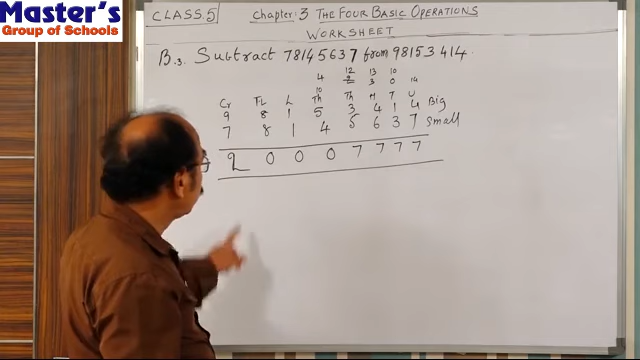 Master's
Group of Schools
CLASS 5 Chapter: 3 THE FOUR BASIC OPERATIONS
WORKSHEET
B.3. Subtract 78145637 from 98153414.
4 12 13 10
10 2 3 0 14
Cr TL L Th Th H T U
9 8 1 5 3 4 1 4 Big
7 8 1 4 5 6 3 7 Small
2 0 0 0 7 7 7 7